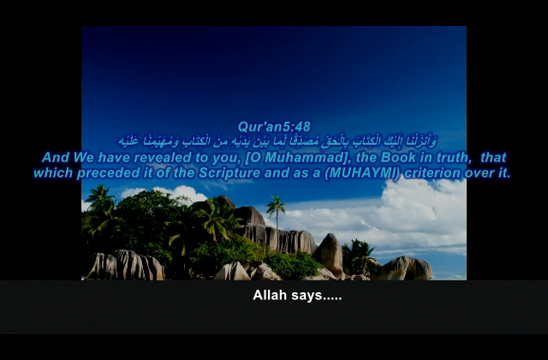 Qur'an5:48
وَأَنْزَلْنَا إِلَيْكَ الْكِتَابَ بِالْحَقِّ مُصَدِّقًا لِّمَا بَيْنَ يَدَيْهِ مِنَ الْكِتَابِ وَمُهَيْمِنًا عَلَيْهِ
And We have revealed to you, [O Muhammad], the Book in truth, that
which preceded it of the Scripture and as a (MUHAYMI) criterion over it.
Allah says.....